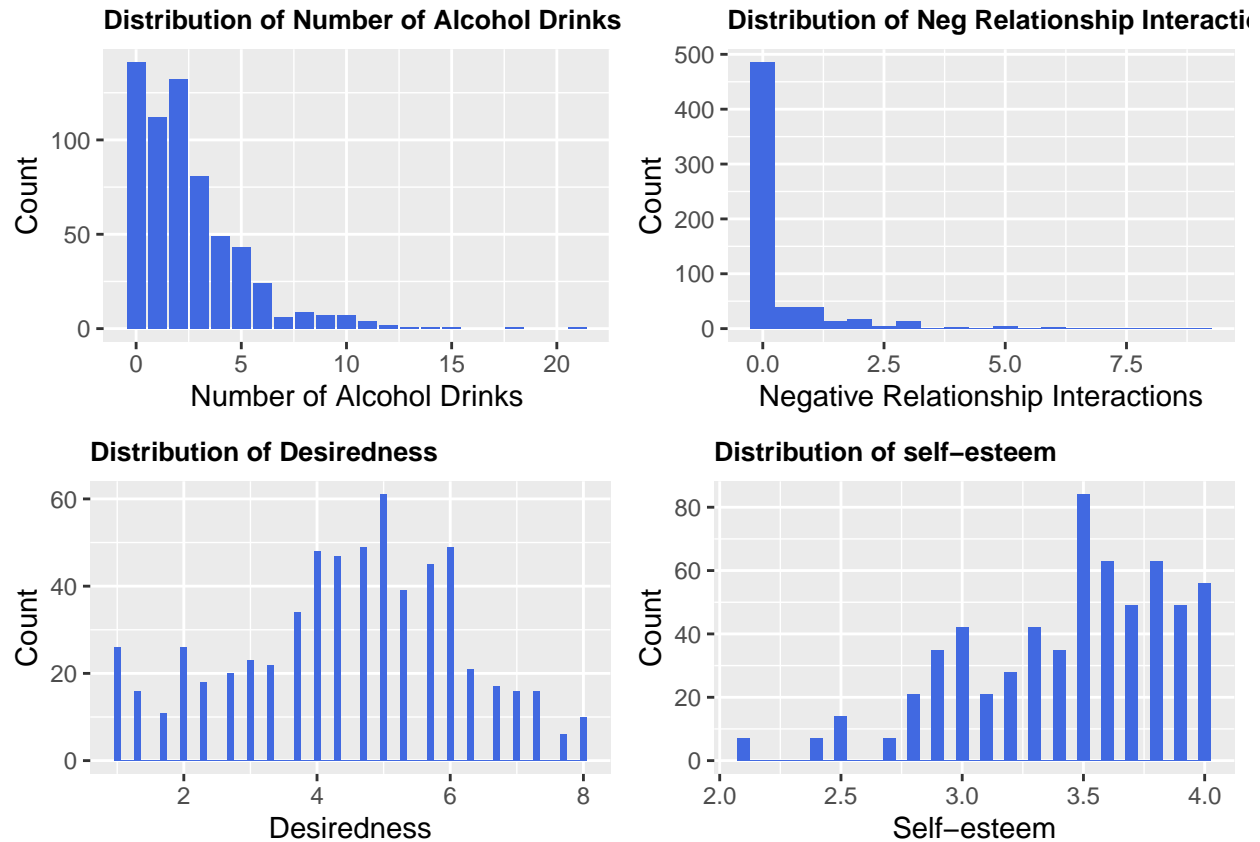 Distribution of Number of Alcohol Drinks
Count
100
50
0
0 5 10 15 20
Number of Alcohol Drinks
Distribution of Neg Relationship
Count
500
400
300
200
100
0
0.0 2.5 5.0 7.5
Negative Relationship Interactions
Distribution of Desiredness
Count
60
40
20
0
2 4 6 8
Desiredness
Distribution of self−esteem
Count
80
60
40
20
0
2.0 2.5 3.0 3.5 4.0
Self−esteem